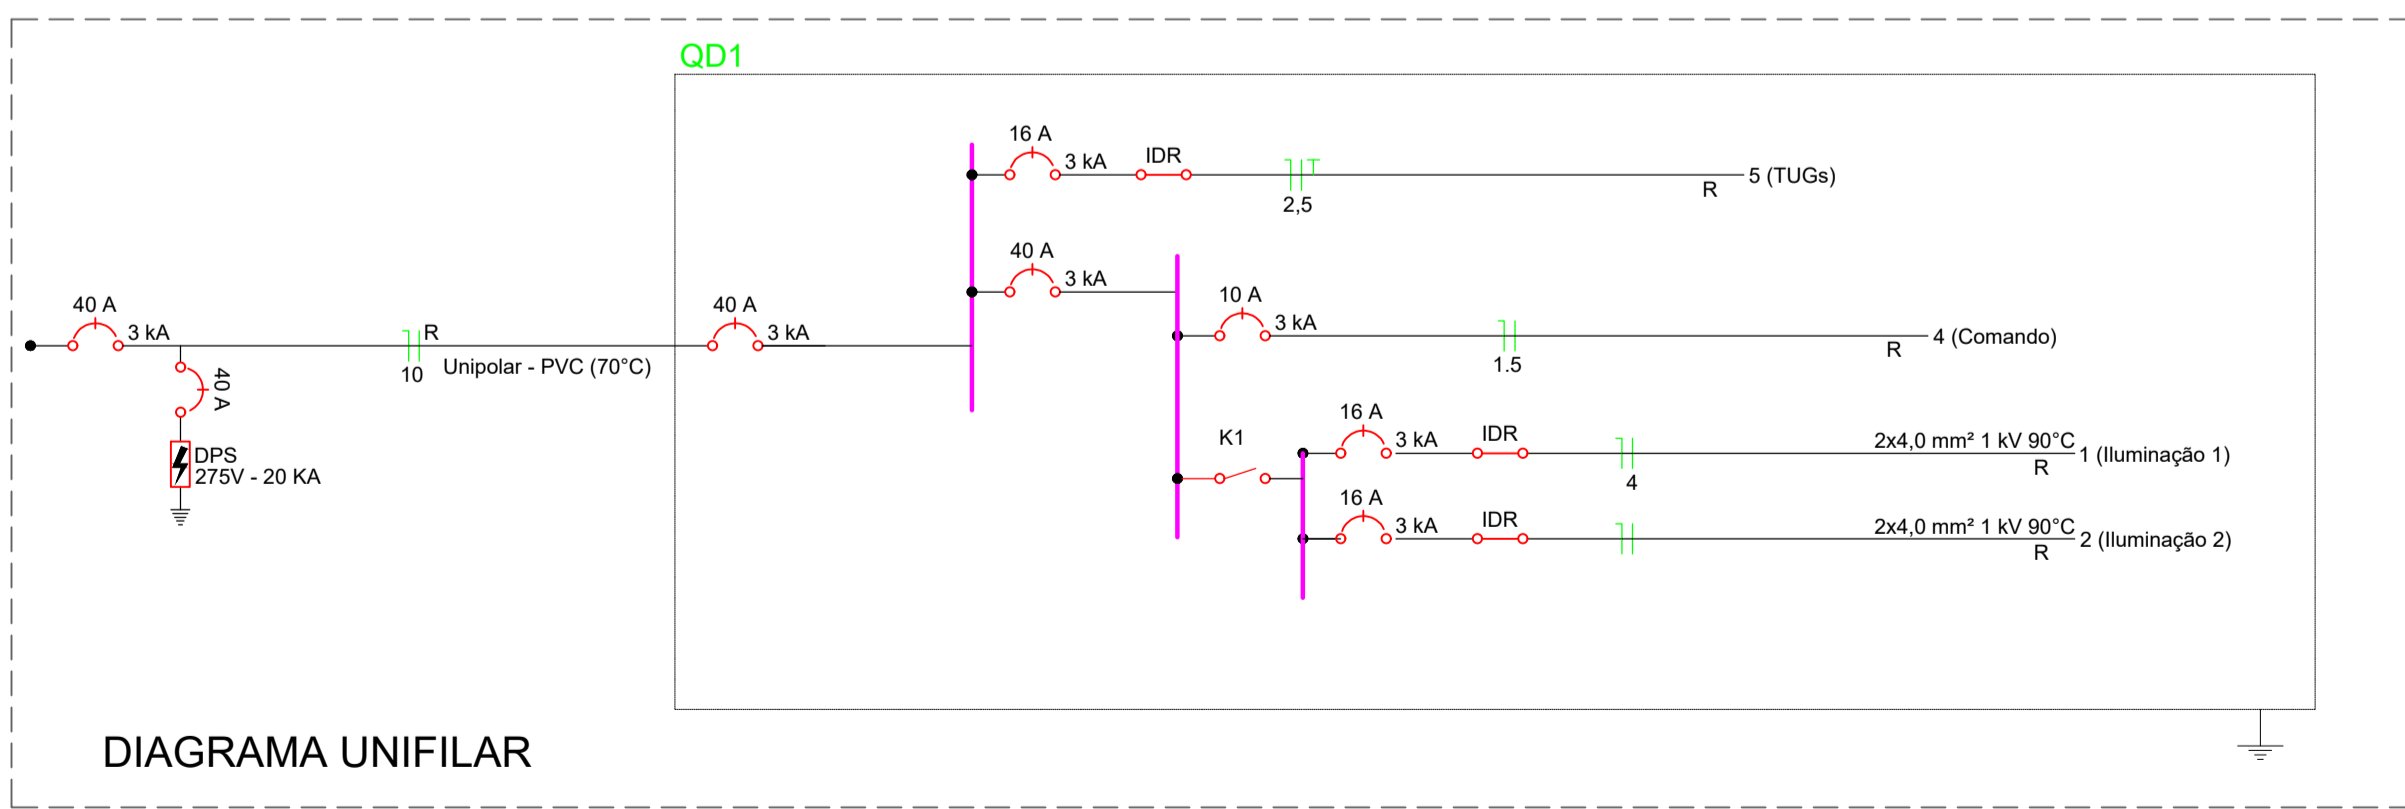 QD1
16 A
3 kA
IDR
2,5
R
5 (TUGs)
40 A
3 kA
40 A
3 kA
R
10
Unipolar - PVC (70°C)
40 A
DPS
275V - 20 KA
40 A
3 kA
10 A
3 kA
1.5
R
4 (Comando)
K1
16 A
3 kA
IDR
4
2x4,0 mm² 1 kV 90°C
R
1 (Iluminação 1)
16 A
3 kA
IDR
2x4,0 mm² 1 kV 90°C
R
2 (Iluminação 2)
DIAGRAMA UNIFILAR